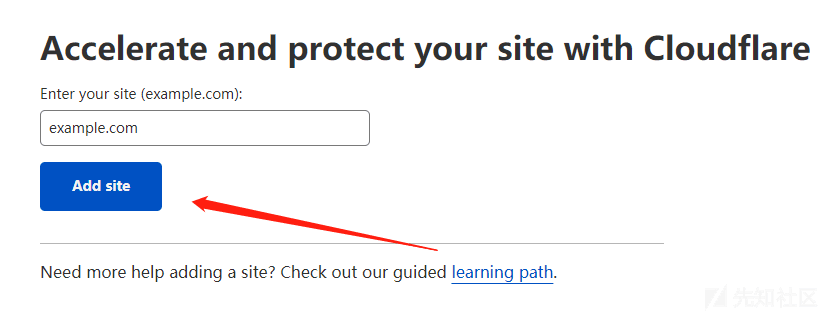 Accelerate and protect your site with Cloudflare
Enter your site (example.com):
example.com
Add site
Need more help adding a site? Check out our guided learning path.
先知社区